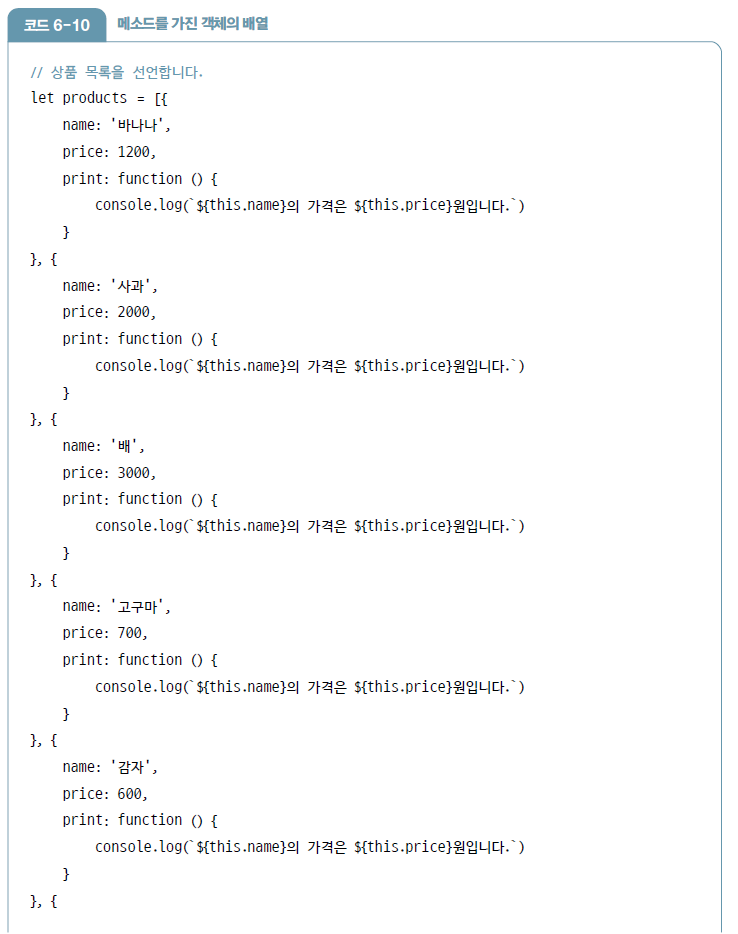 코드 6-10 메소드를 가진 객체의 배열
// 상품 목록을 선언합니다.
let products = [{
    name: '바나나',
    price: 1200,
    print: function () {
        console.log(`${this.name}의 가격은 ${this.price}원입니다.`)
    }
}, {
    name: '사과',
    price: 2000,
    print: function () {
        console.log(`${this.name}의 가격은 ${this.price}원입니다.`)
    }
}, {
    name: '배',
    price: 3000,
    print: function () {
        console.log(`${this.name}의 가격은 ${this.price}원입니다.`)
    }
}, {
    name: '고구마',
    price: 700,
    print: function () {
        console.log(`${this.name}의 가격은 ${this.price}원입니다.`)
    }
}, {
    name: '감자',
    price: 600,
    print: function () {
        console.log(`${this.name}의 가격은 ${this.price}원입니다.`)
    }
}, {